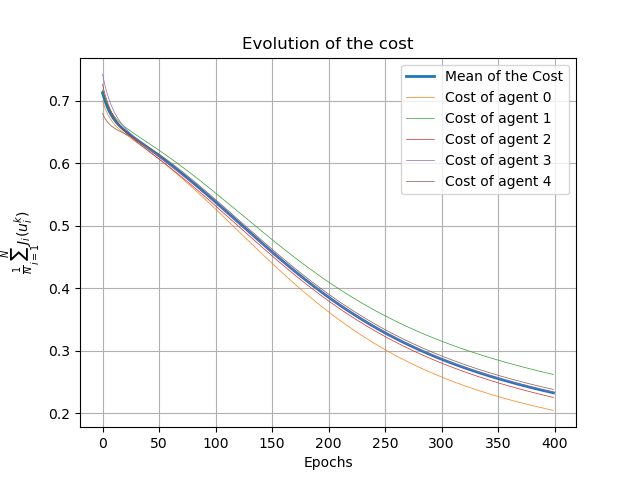 Evolution of the cost
Mean of the Cost
Cost of agent 0
Cost of agent 1
Cost of agent 2
Cost of agent 3
Cost of agent 4
0.7
0.6
0.5
0.4
0.3
0.2
$\frac{1}{N}\sum_{i=1}^{N} J_i(u_i^k)$
0 50 100 150 200 250 300 350 400
Epochs